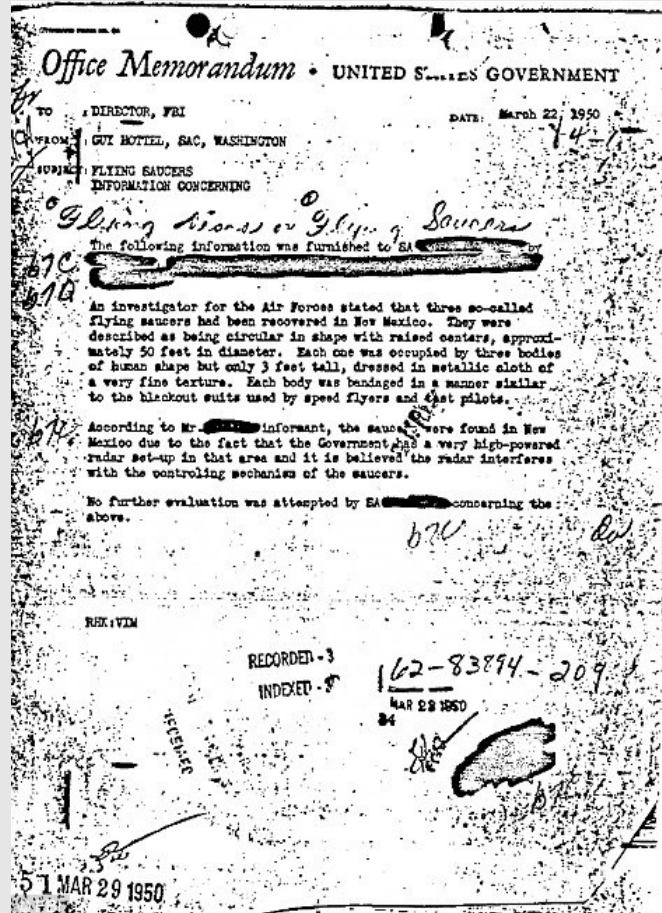 Office Memorandum • UNITED STATES GOVERNMENT
TO : DIRECTOR, FBI
DATE: March 22, 1950
FROM : GUY HOTTEL, SAC, WASHINGTON
SUBJECT: FLYING SAUCERS
INFORMATION CONCERNING
Flying Discs or Flying Saucers
The following information was furnished to SA by
b7C
b7D
An investigator for the Air Forces stated that three so-called
flying saucers had been recovered in New Mexico. They were
described as being circular in shape with raised centers, approxi-
mately 50 feet in diameter. Each one was occupied by three bodies
of human shape but only 3 feet tall, dressed in metallic cloth of
a very fine texture. Each body was bandaged in a manner similar
to the blackout suits used by speed flyers and test pilots.
According to Mr. informant, the saucers were found in New
Mexico due to the fact that the Government has a very high-powered
radar set-up in that area and it is believed the radar interferes
with the controling mechanism of the saucers.
No further evaluation was attempted by SA concerning the
above.
b7C
RHK:VIM
RECORDED - 3
162-83894-209
INDEXED -
MAR 28 1950
34
RECEIVED
51 MAR 29 1950